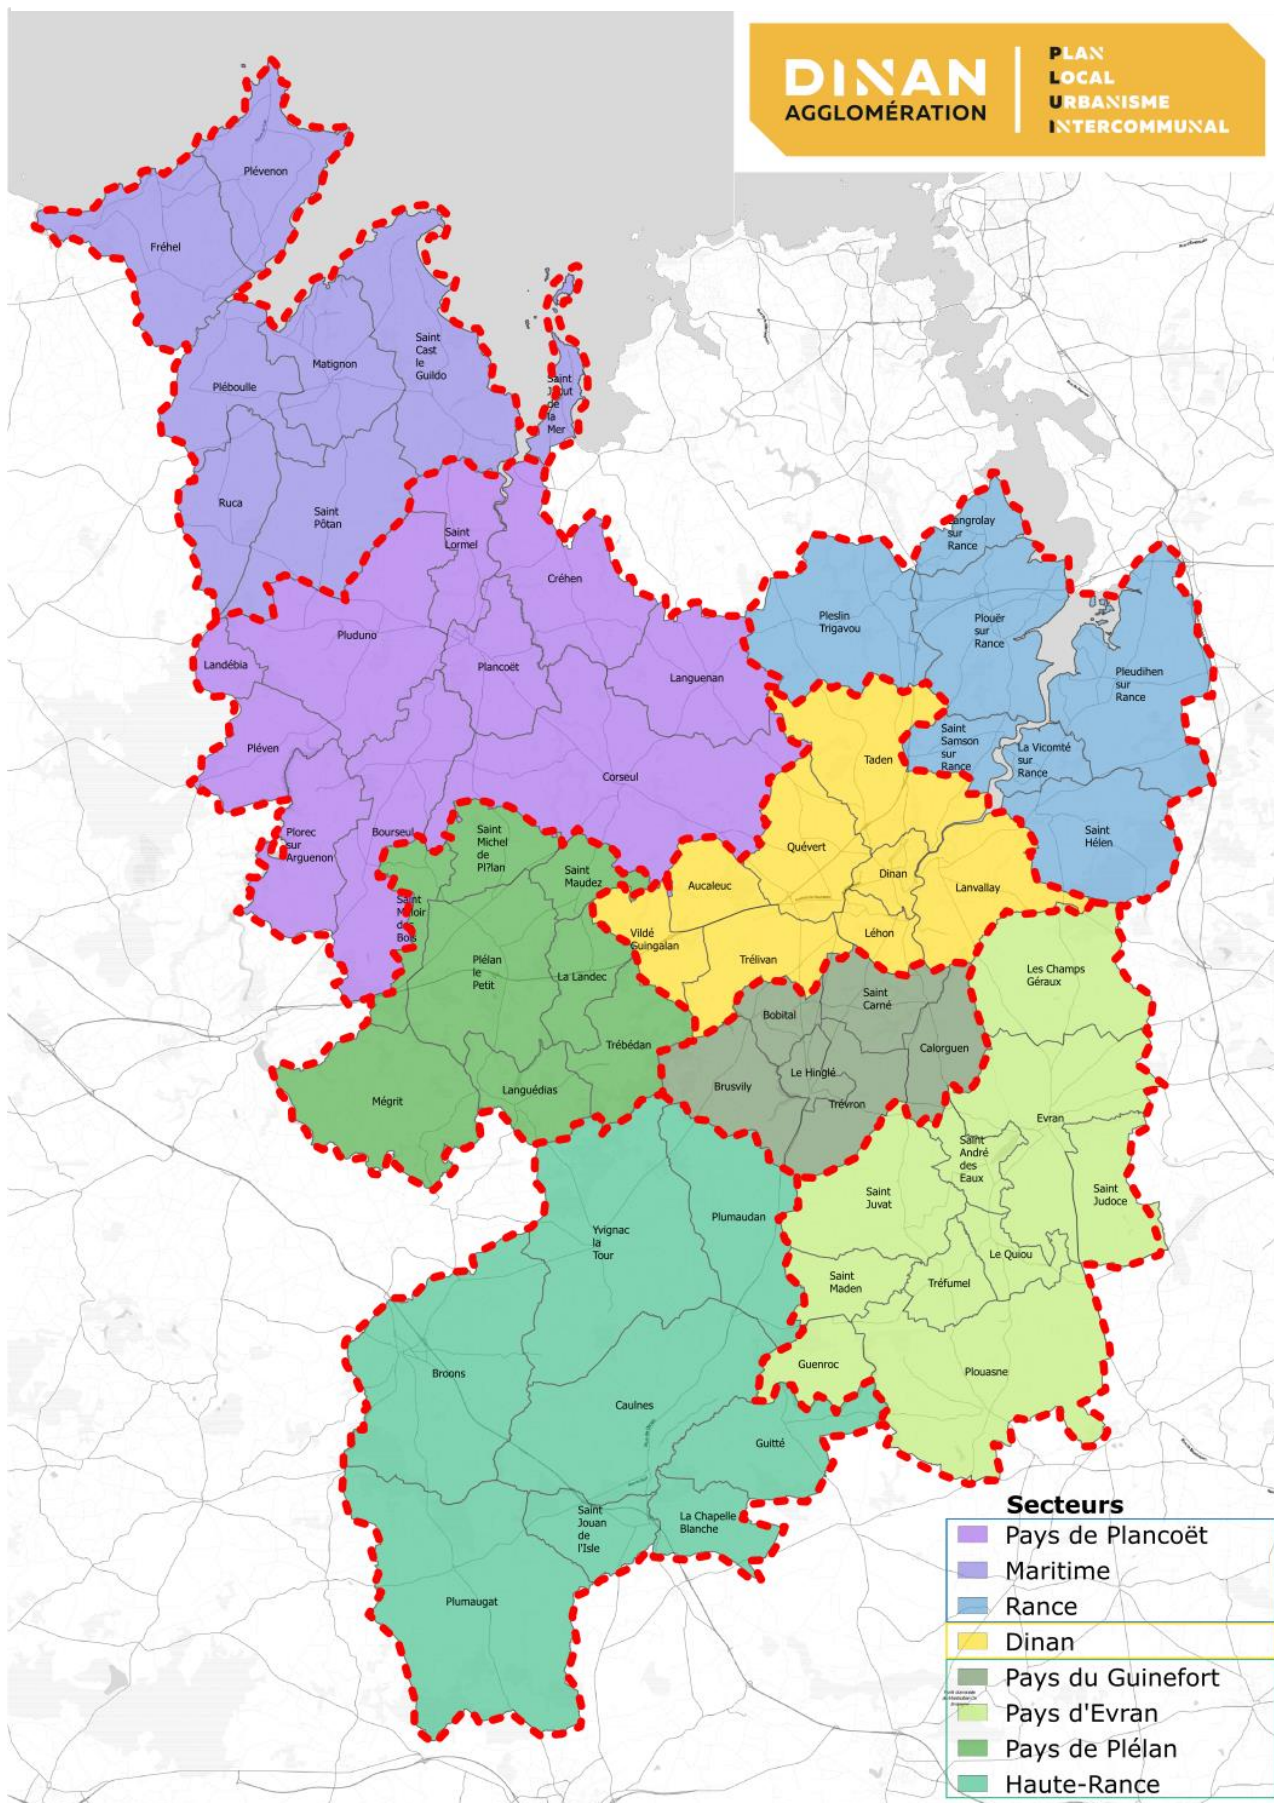 DINAN
AGGLOMÉRATION
PLAN
LOCAL
URBANISME
INTERCOMMUNAL
Plévenon
Fréhel
Matignon
Saint
Cast
le
Guildo
Pléboulle
Saint
Jacut
de
la
Mer
Ruca
Saint
Pôtan
Saint
Lormel
Créhen
Langrolay
sur
Rance
Pleslin
Trigavou
Plouër
sur
Rance
Pluduno
Landébia
Plancoët
Languenan
Pleudihen
sur
Rance
Pléven
Corseul
Taden
Saint
Samson
sur
Rance
La Vicomté
sur
Rance
Plorec
sur
Arguenon
Bourseul
Saint
Michel
de
Pl?lan
Saint
Maudez
Quévert
Saint
Hélen
Aucaleuc
Dinan
Lanvallay
Saint
Méloir
des
Bois
Vildé
Guingalan
Léhon
Trélivan
Plélan
le
Petit
La Landec
Les Champs
Géraux
Saint
Carné
Bobital
Trébédan
Calorguen
Le Hinglé
Brusvily
Languédias
Mégrit
Trévron
Evran
Saint
André
des
Eaux
Saint
Juvat
Saint
Judoce
Plumaudan
Yvignac
la
Tour
Le Quiou
Saint
Maden
Tréfumel
Guenroc
Plouasne
Broons
Caulnes
Guitté
Saint
Jouan
de
l'Isle
La Chapelle
Blanche
Plumaugat
Secteurs
Pays de Plancoët
Maritime
Rance
Dinan
Pays du Guinefort
Pays d'Evran
Pays de Plélan
Haute-Rance